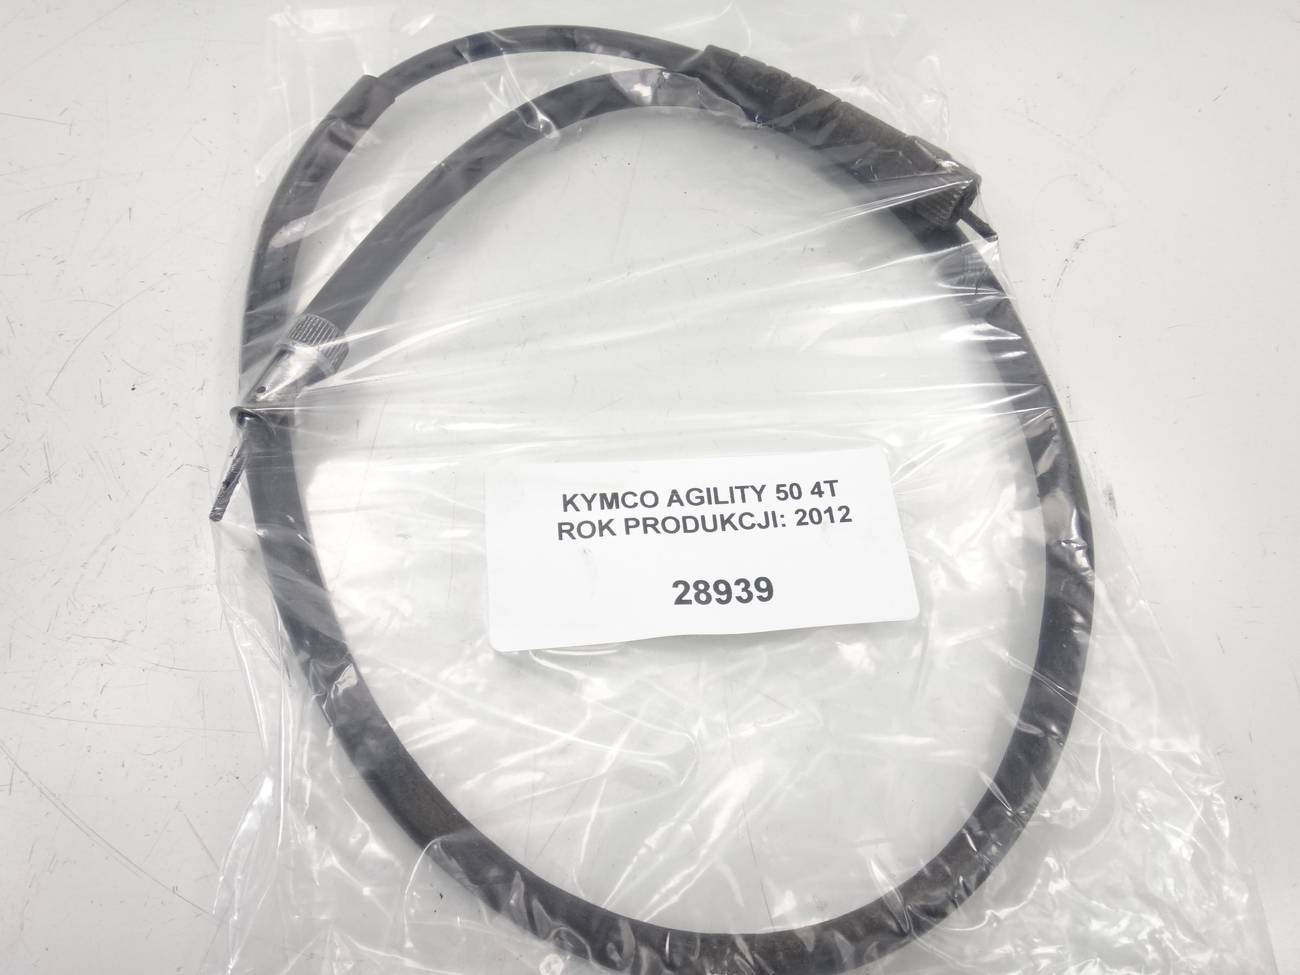 KYMCO AGILITY 50 4T
ROK PRODUKCJI: 2012
28939